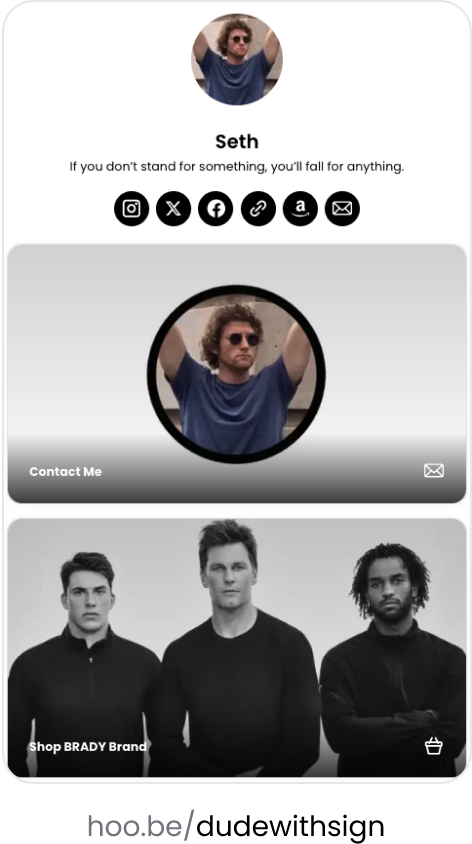 Seth
If you don't stand for something, you'll fall for anything.
Contact Me
Shop BRADY Brand
hoo.be/dudewithsign